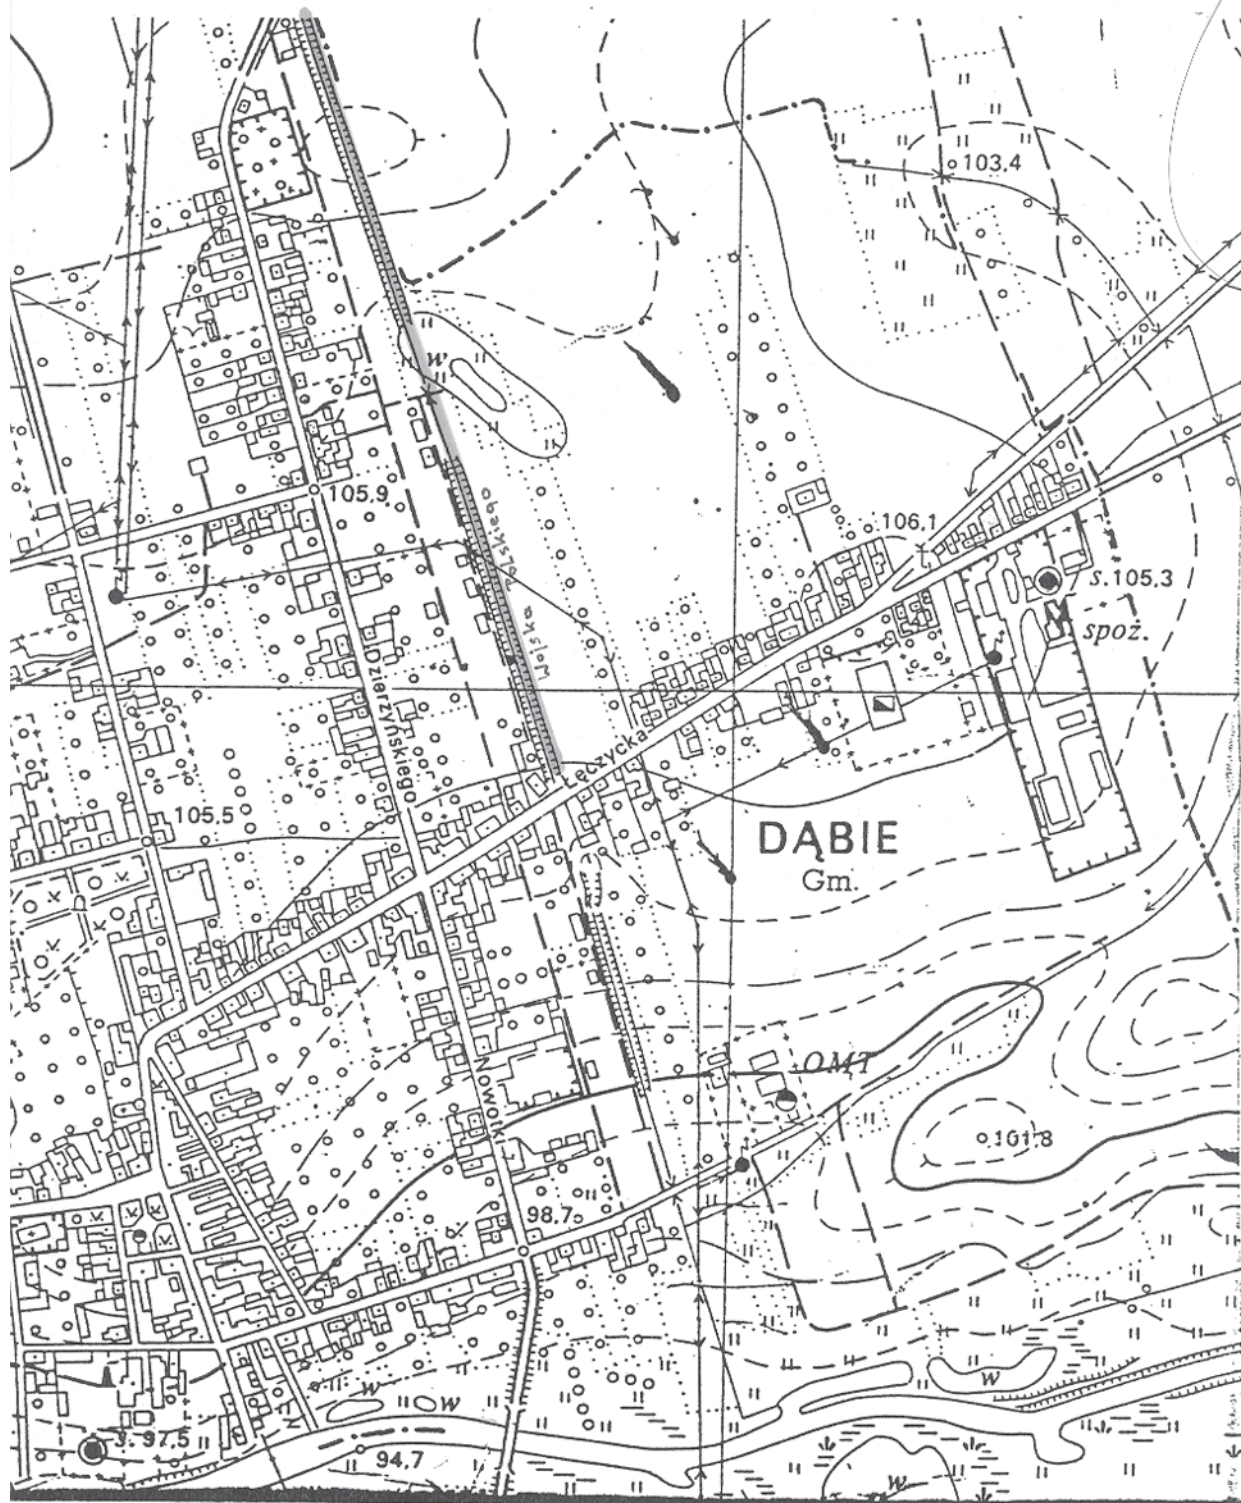 103.4
105.9
Wojska Polskiego
106.1
s.105.3
spoż.
Dzierżyńskiego
Łęczycka
105.5
DĄBIE
Gm.
w
OMT
Nowotki
101.8
98.7
w
w
w
s. 97.5
94.7
w